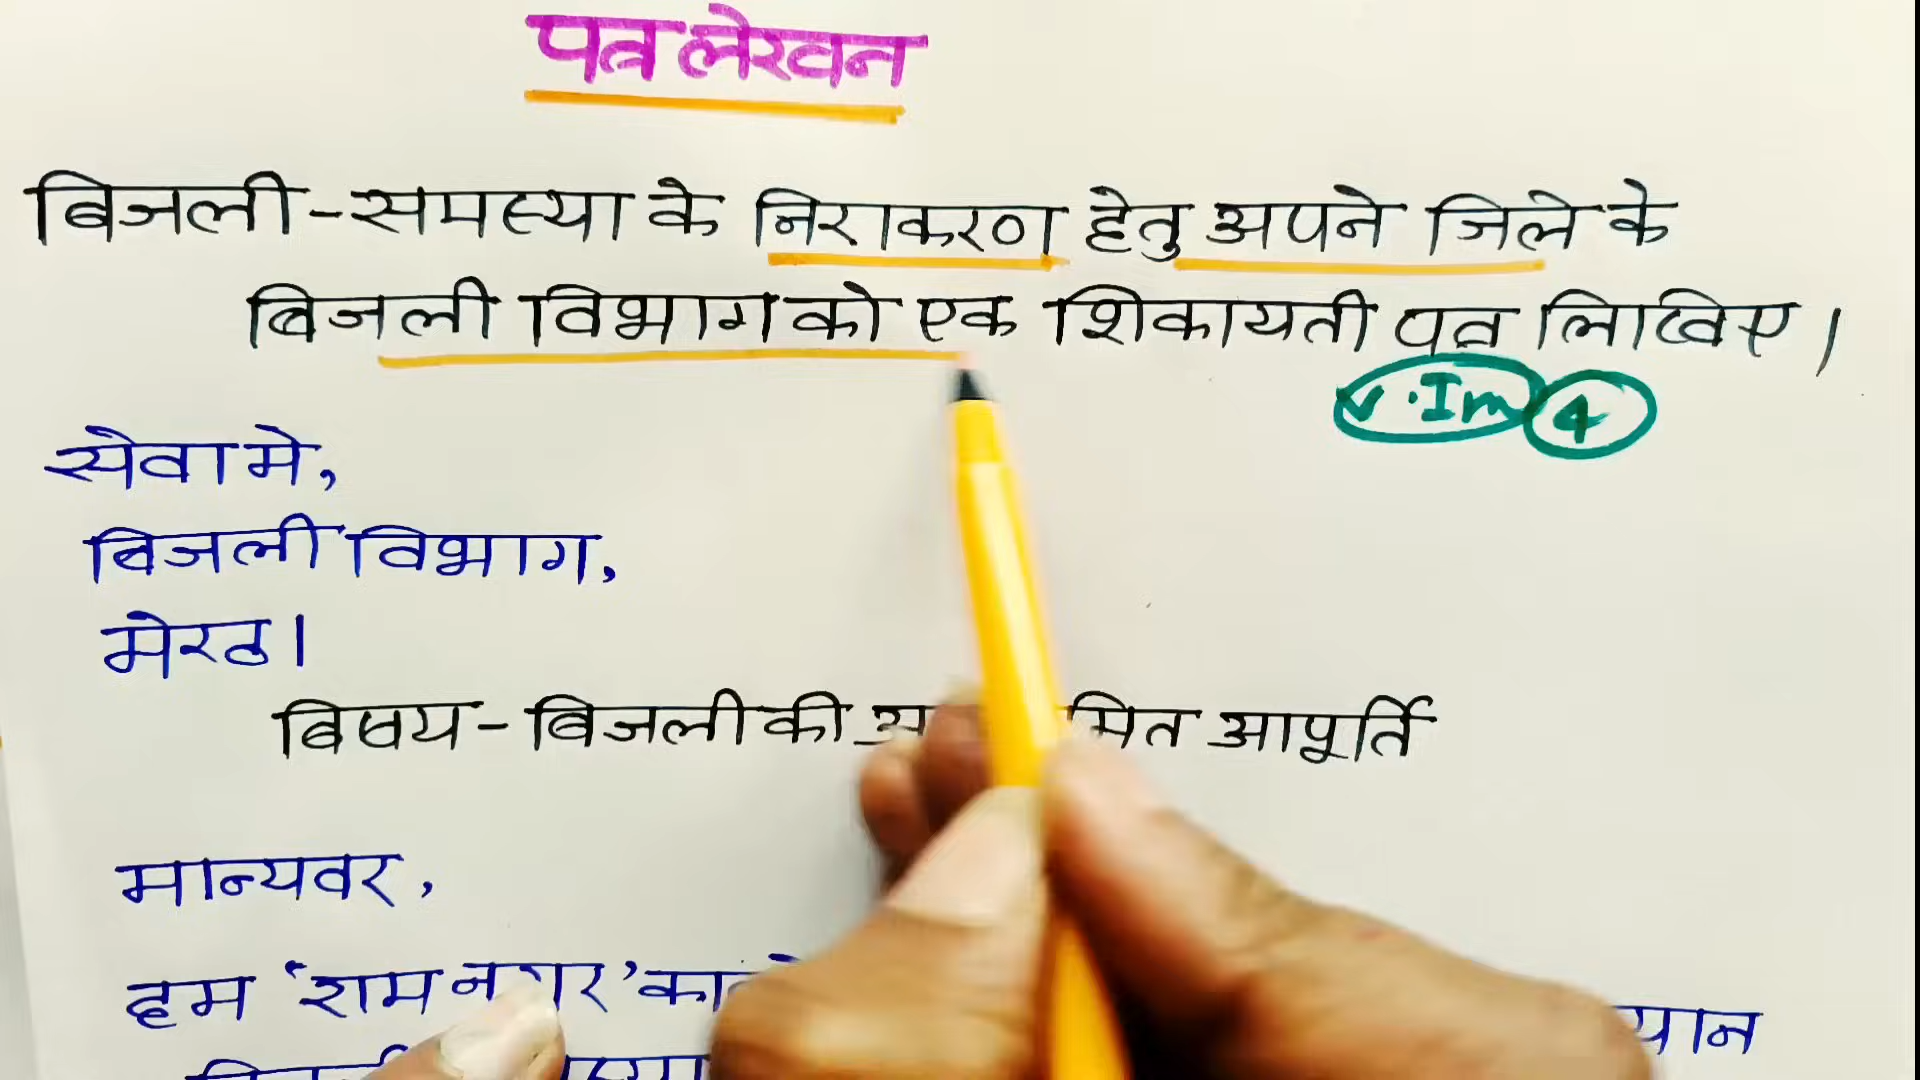 पत्र लेखन
बिजली-समस्या के निराकरण हेतु अपने जिले के
बिजली विभाग को एक शिकायती पत्र लिखिए।
v.Im 4
सेवा मे,
बिजली विभाग,
मेरठ।
बिषय-बिजली की आपूर्ति
मान्यवर,
हम 'राम नगर'